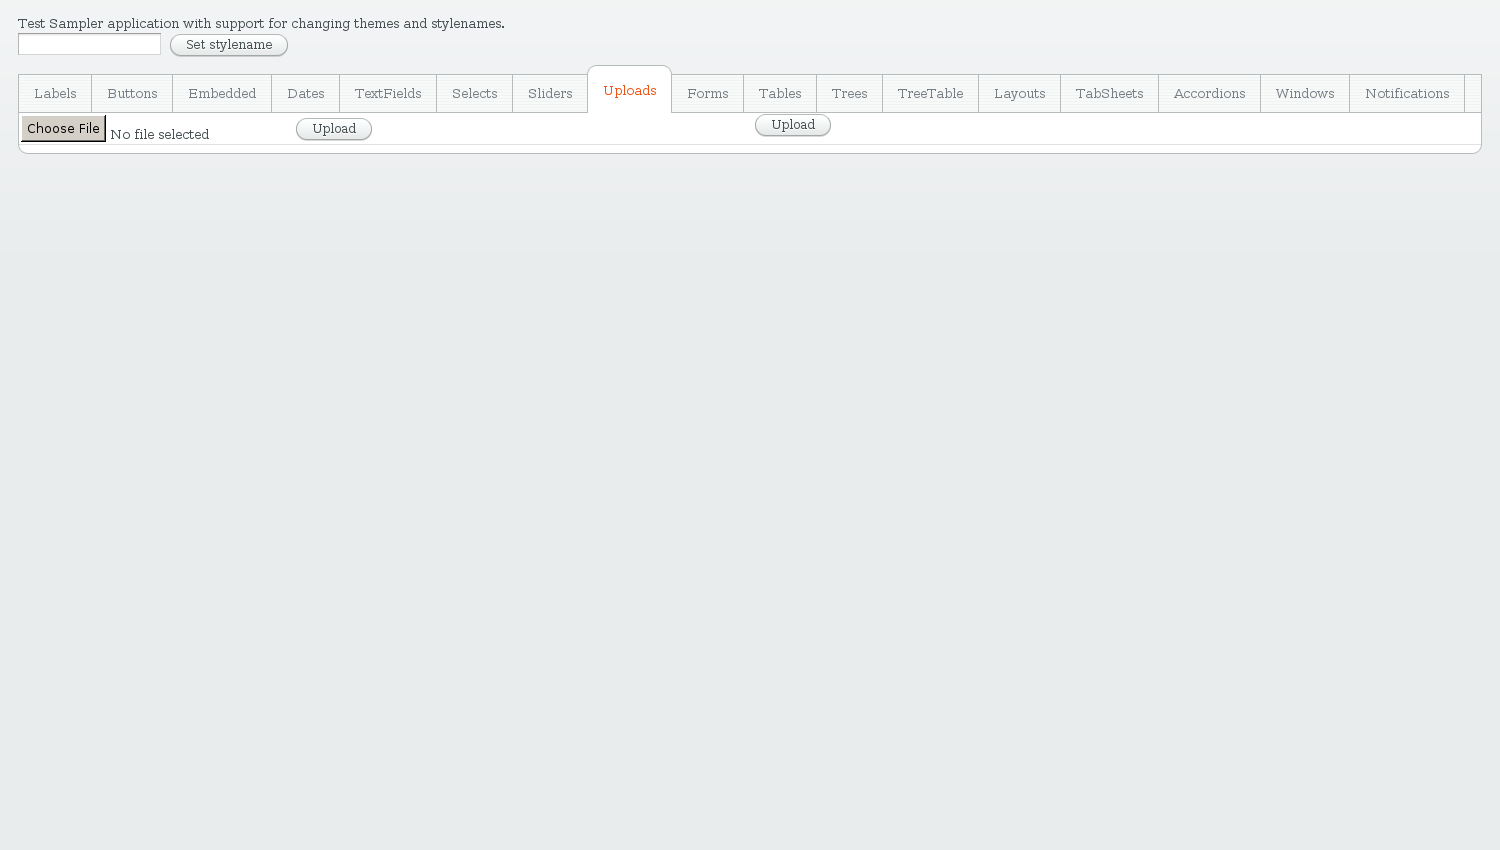 Test Sampler application with support for changing themes and stylenames.
Set stylename
Labels Buttons Embedded Dates TextFields Selects Sliders Uploads Forms Tables Trees TreeTable Layouts TabSheets Accordions Windows Notifications
Choose File No file selected Upload Upload